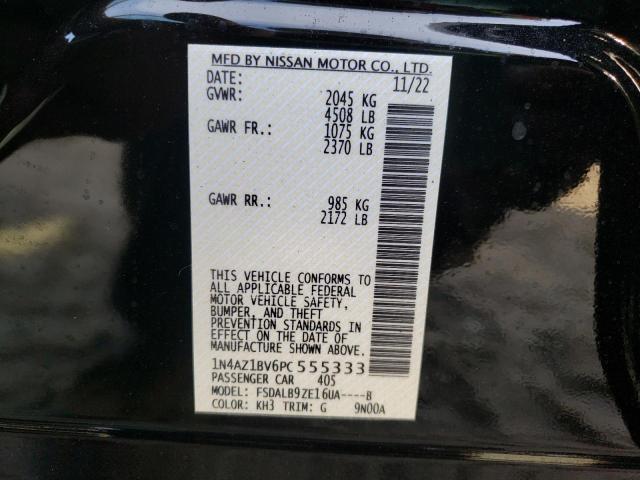 MFD BY NISSAN MOTOR CO., LTD.
DATE: 11/22
GVWR: 2045 KG
4508 LB
GAWR FR.: 1075 KG
2370 LB
GAWR RR.: 985 KG
2172 LB
THIS VEHICLE CONFORMS TO
ALL APPLICABLE FEDERAL
MOTOR VEHICLE SAFETY,
BUMPER, AND THEFT
PREVENTION STANDARDS IN
EFFECT ON THE DATE OF
MANUFACTURE SHOWN ABOVE.
1N4AZ1BV6PC555333
PASSENGER CAR 405
MODEL: FSDALB9ZE16UA----B
COLOR: KH3 TRIM: G 9N00A